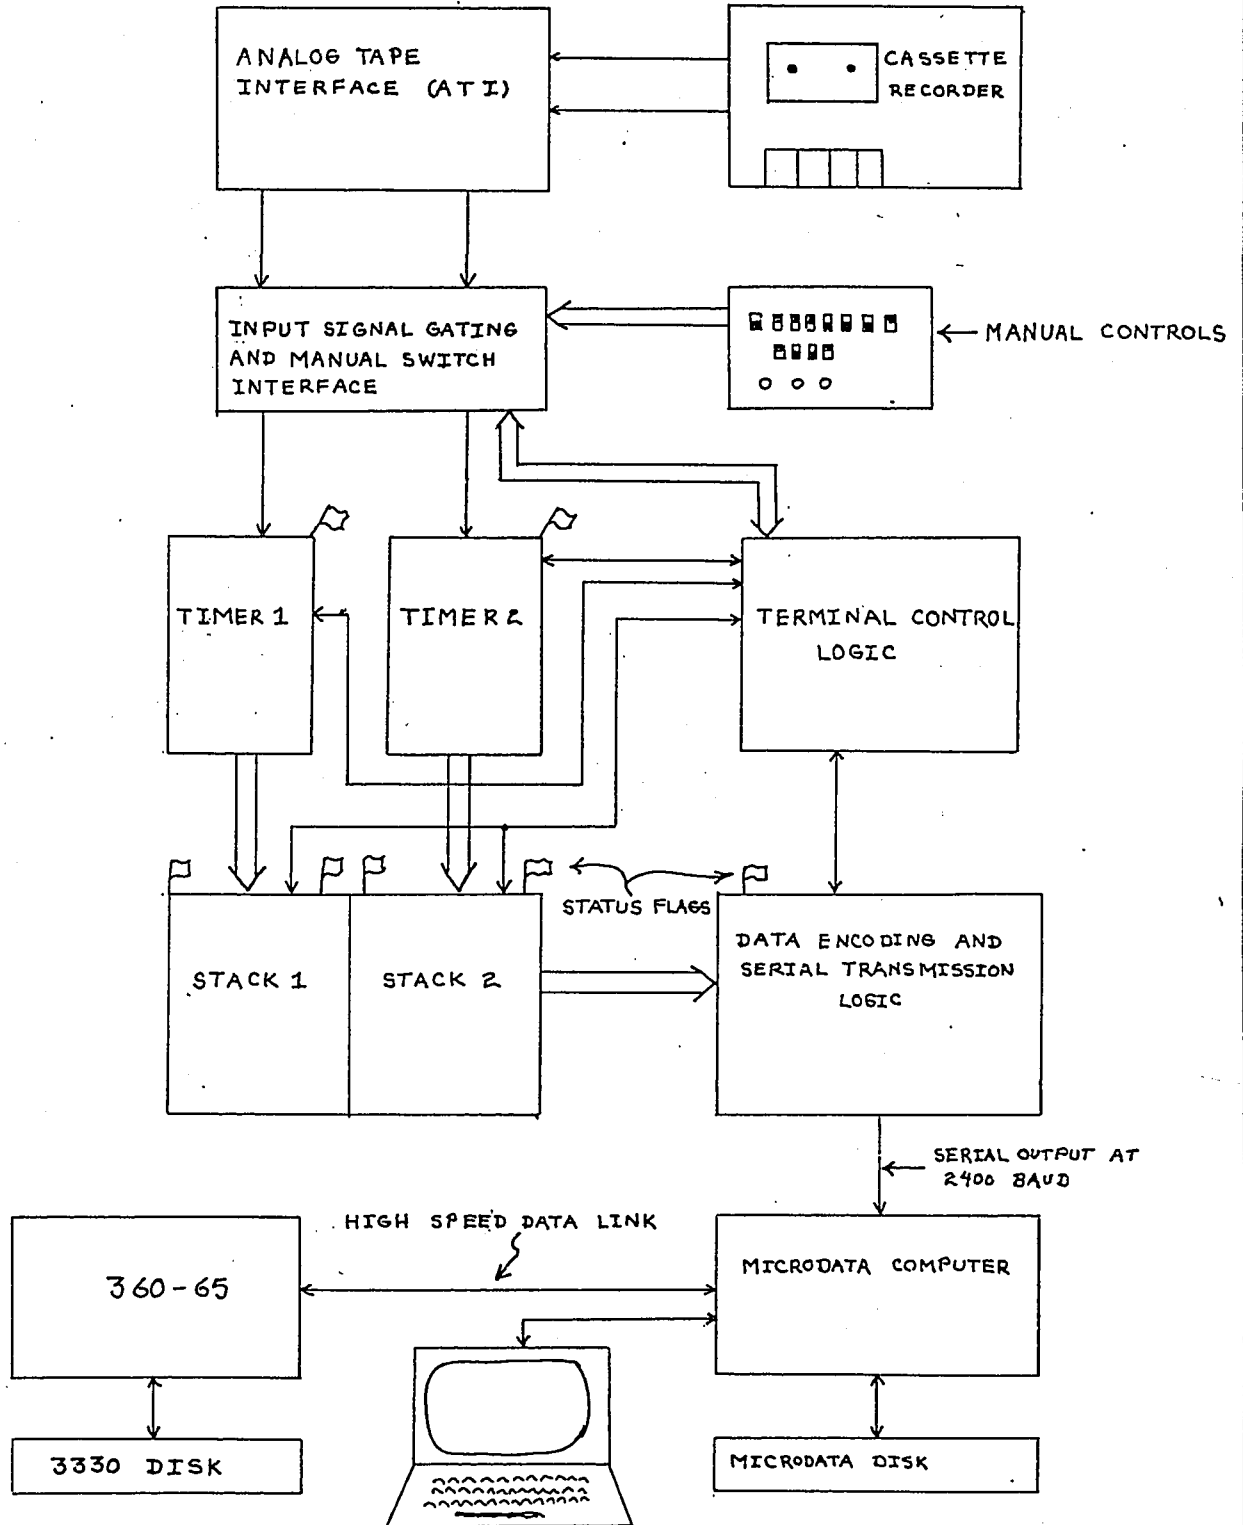 ANALOG TAPE
INTERFACE (ATI)
CASSETTE
RECORDER
INPUT SIGNAL GATING
AND MANUAL SWITCH
INTERFACE
MANUAL CONTROLS
TIMER 1
TIMER 2
TERMINAL CONTROL
LOGIC
STATUS FLAGS
STACK 1
STACK 2
DATA ENCODING AND
SERIAL TRANSMISSION
LOGIC
SERIAL OUTPUT AT
2400 BAUD
HIGH SPEED DATA LINK
360-65
MICRODATA COMPUTER
3330 DISK
MICRODATA DISK